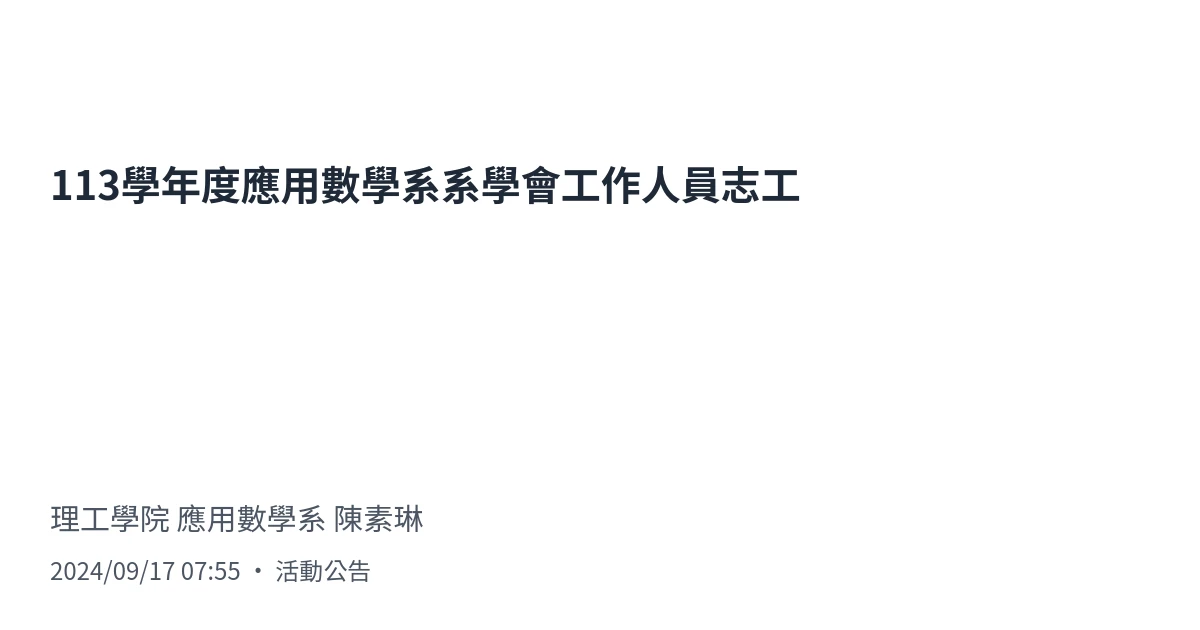 113學年度應用數學系系學會工作人員志工
理工學院 應用數學系 陳素琳
2024/09/17 07:55 • 活動公告